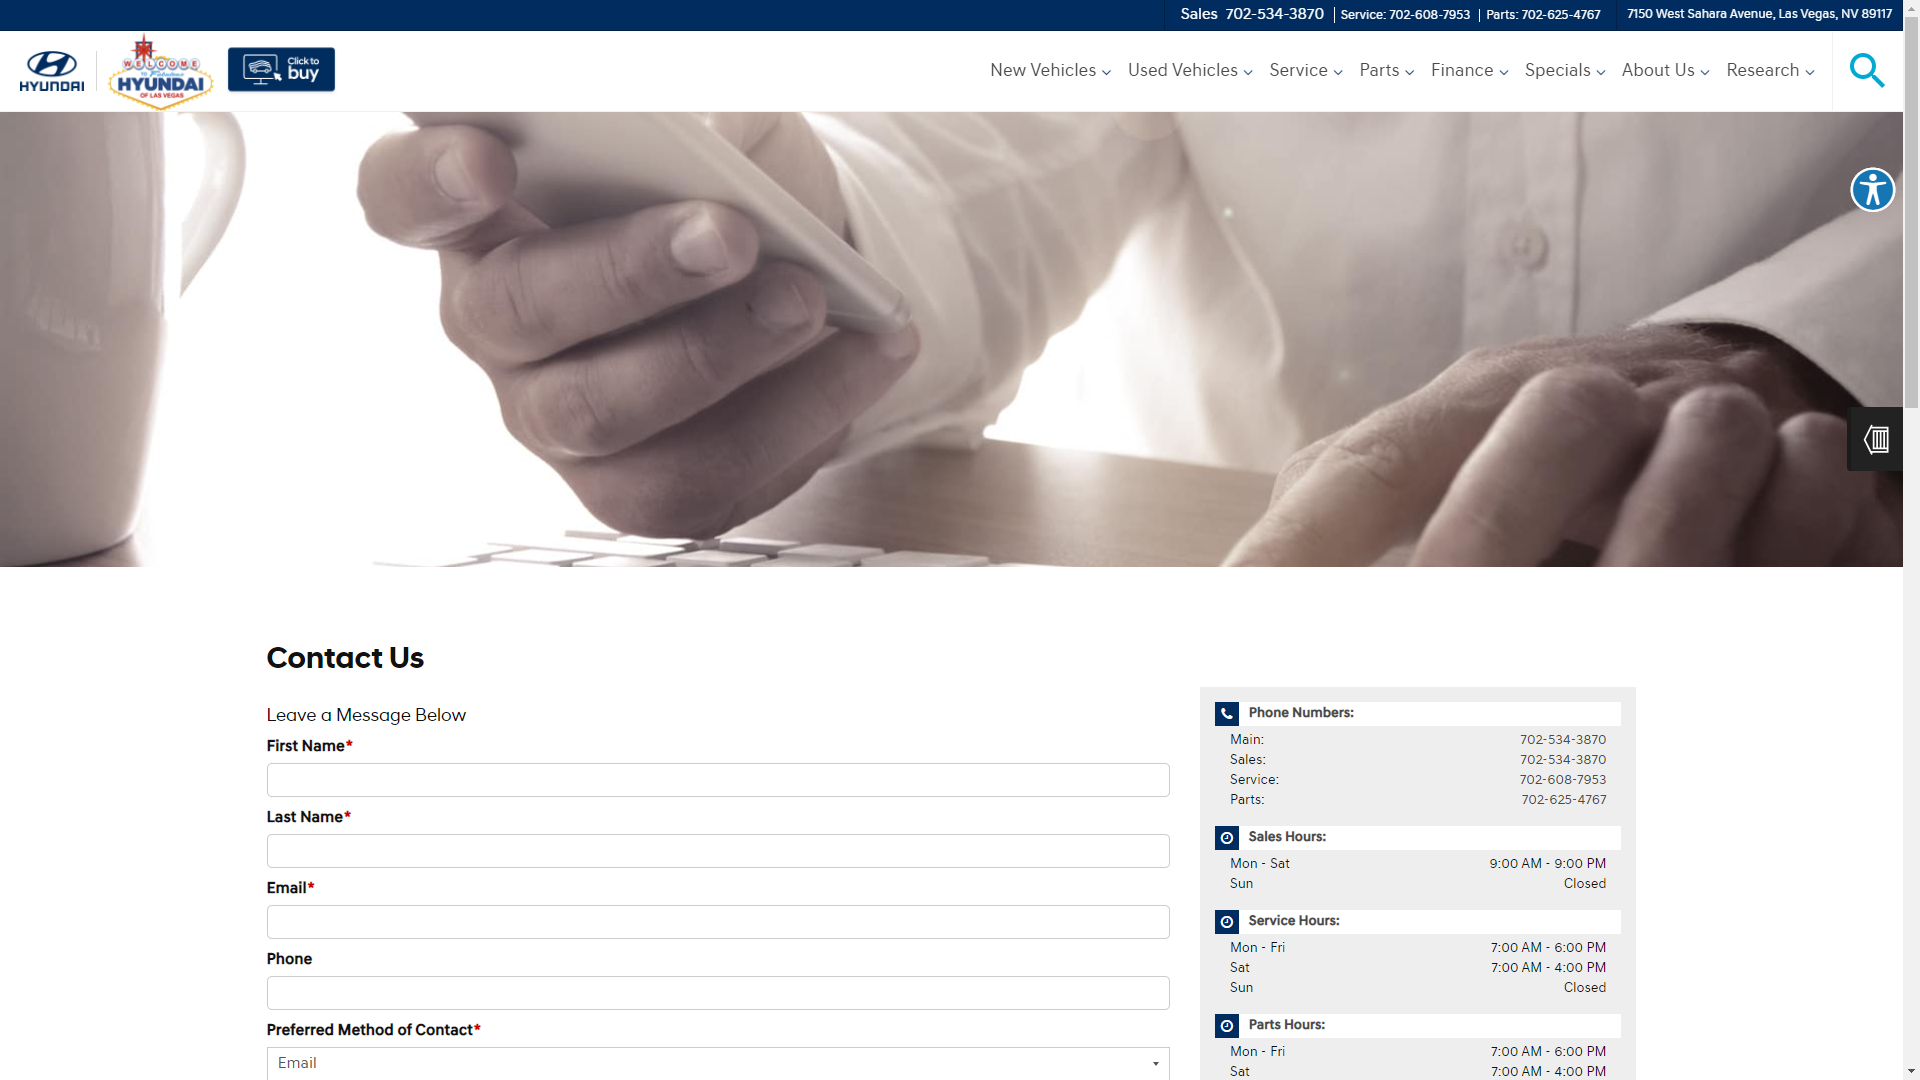 Sales 702-534-3870 | Service: 702-608-7953 | Parts: 702-625-4767 7150 West Sahara Avenue, Las Vegas, NV 89117
HYUNDAI
WELCOME
TO Fabulous
HYUNDAI
OF LAS VEGAS
Click to
buy
New Vehicles Used Vehicles Service Parts Finance Specials About Us Research
Contact Us
Leave a Message Below
First Name*
Last Name*
Email*
Phone
Preferred Method of Contact*
Email
Phone Numbers:
Main: 702-534-3870
Sales: 702-534-3870
Service: 702-608-7953
Parts: 702-625-4767
Sales Hours:
Mon - Sat 9:00 AM - 9:00 PM
Sun Closed
Service Hours:
Mon - Fri 7:00 AM - 6:00 PM
Sat 7:00 AM - 4:00 PM
Sun Closed
Parts Hours:
Mon - Fri 7:00 AM - 6:00 PM
Sat 7:00 AM - 4:00 PM